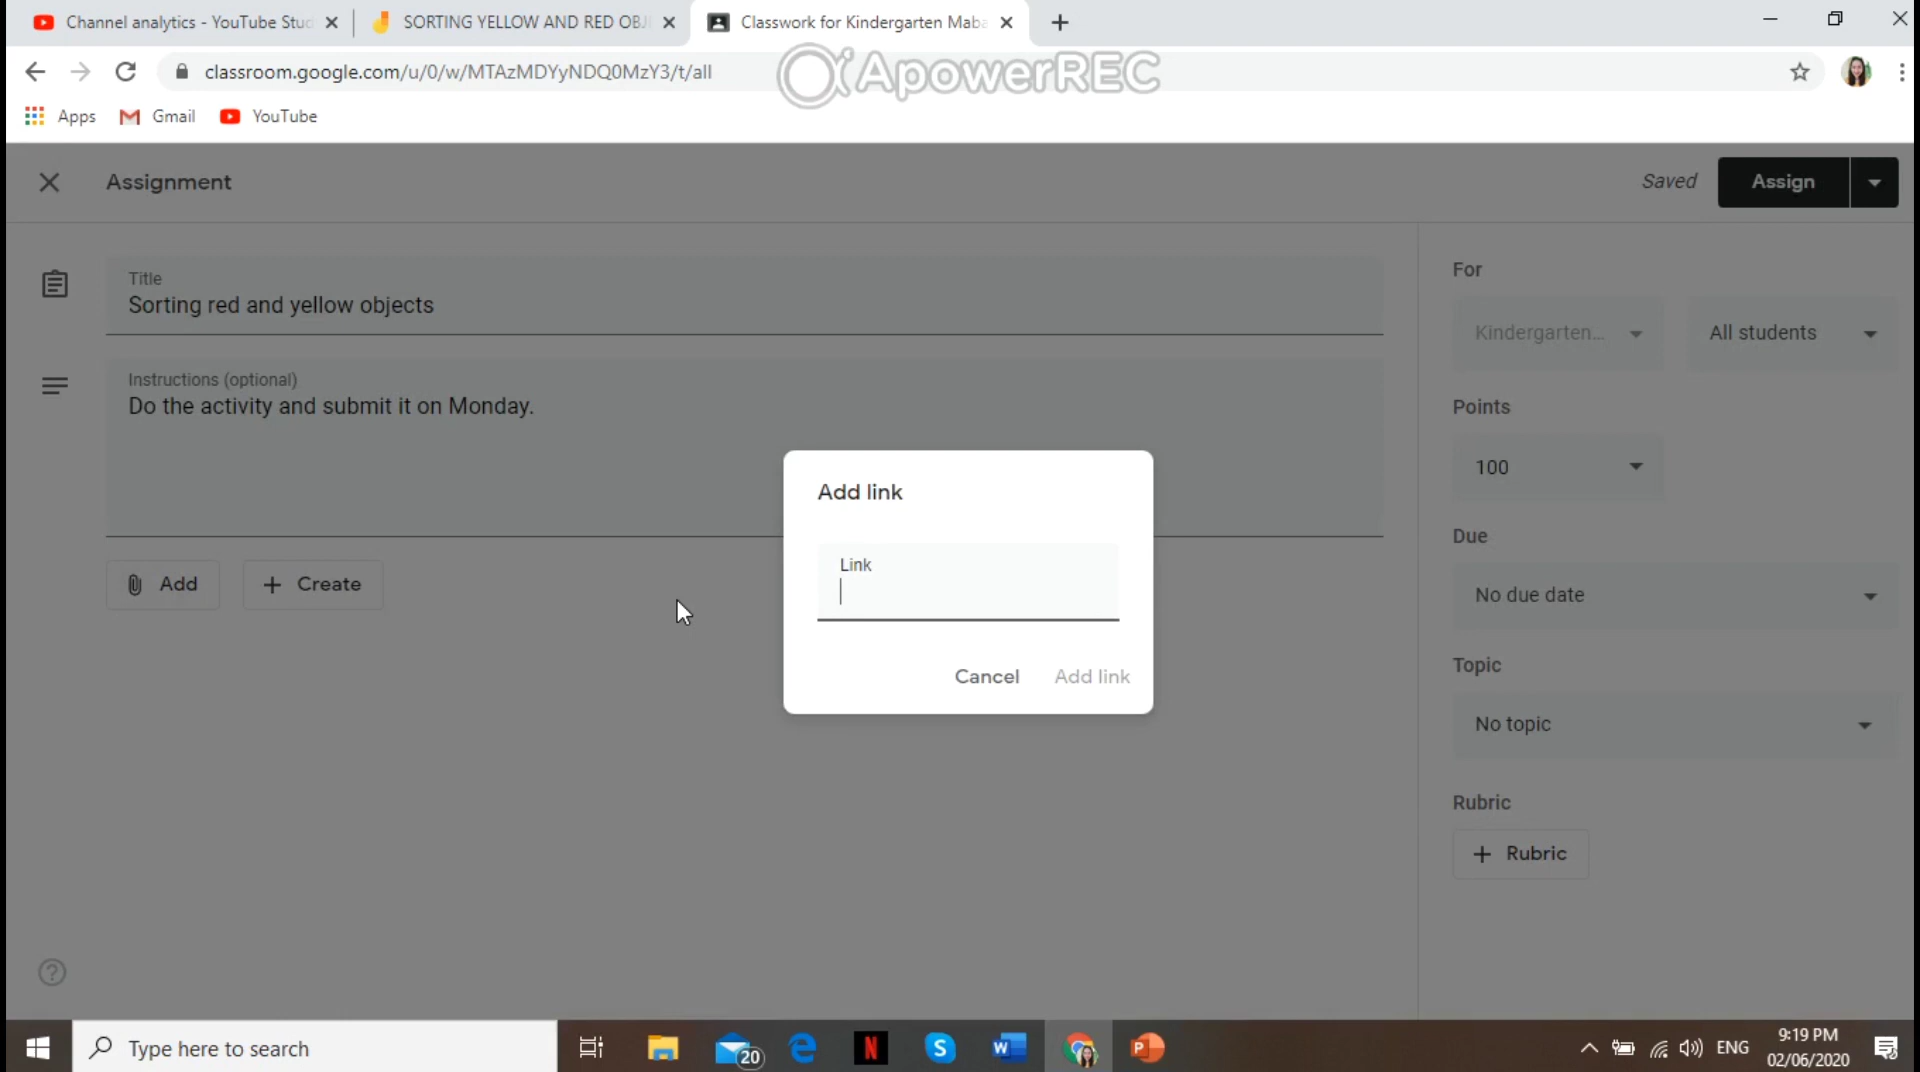 Channel analytics - YouTube Stud
SORTING YELLOW AND RED OBJ
Classwork for Kindergarten Maba
classroom.google.com/u/0/w/MTAzMDYyNDQ0MzY3/t/all
ApowerREC
Apps
Gmail
YouTube
Assignment
Saved
Assign
Title
Sorting red and yellow objects
Instructions (optional)
Do the activity and submit it on Monday.
Add
Create
Add link
Link
Cancel
Add link
For
Kindergarten...
All students
Points
100
Due
No due date
Topic
No topic
Rubric
Rubric
Type here to search
20
ENG
9:19 PM
02/06/2020